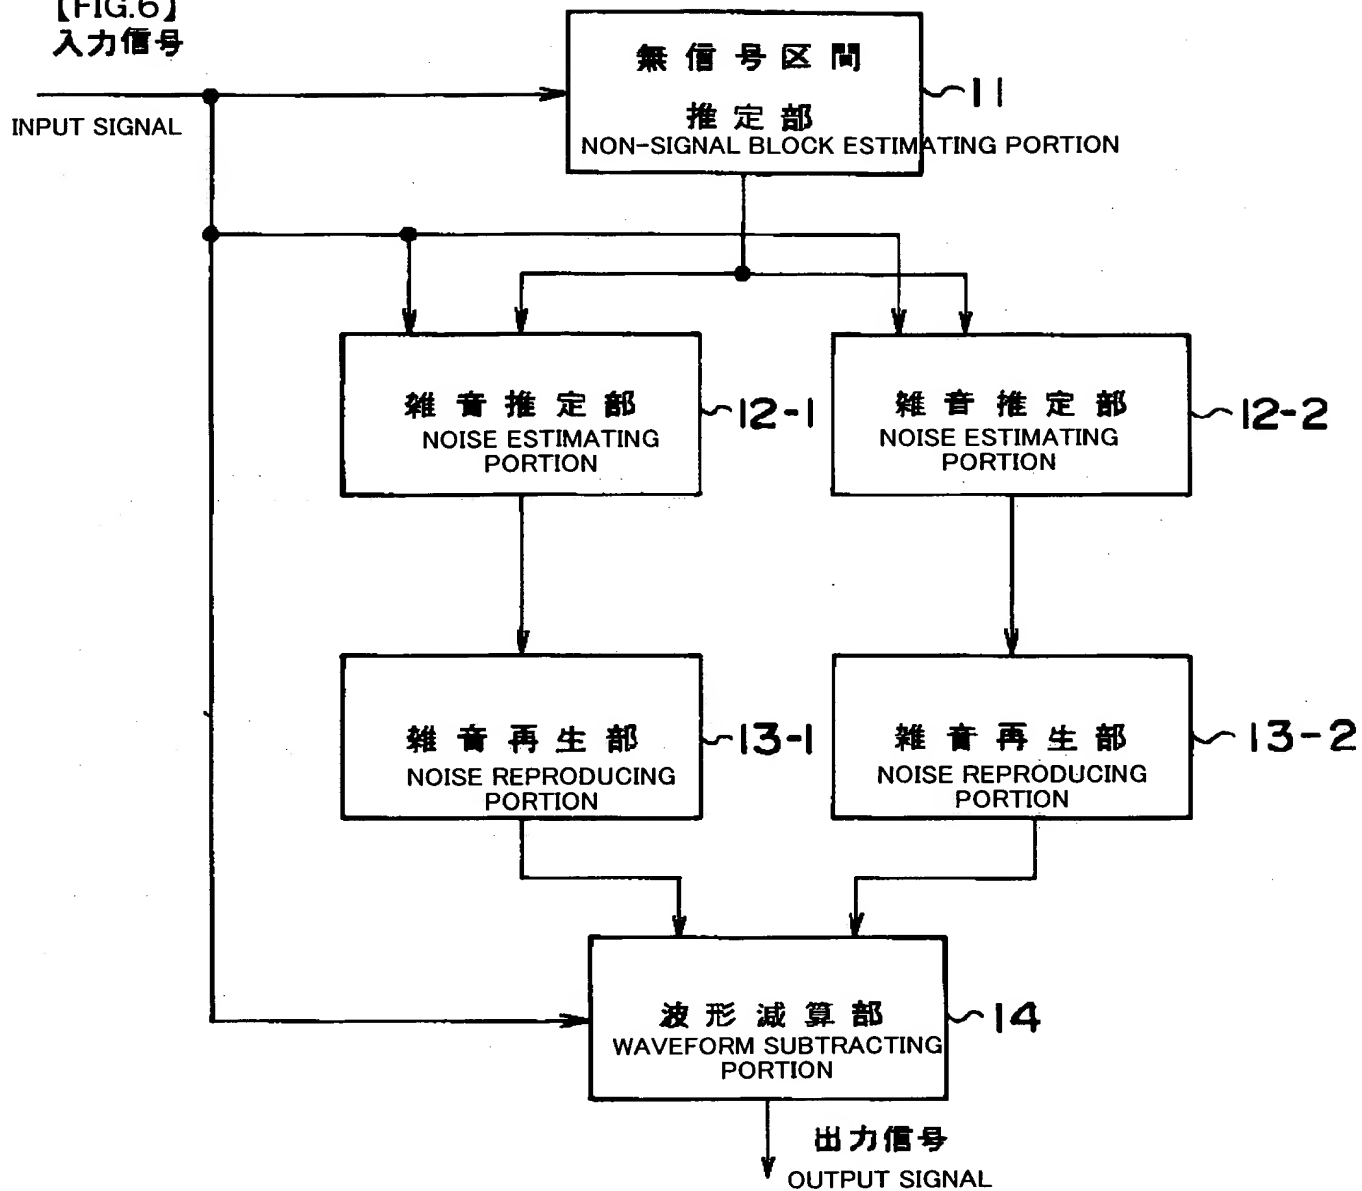 【FIG.6】
入力信号
INPUT SIGNAL
無信号区間
推定部
NON-SIGNAL BLOCK ESTIMATING PORTION
11
雑音推定部
NOISE ESTIMATING
PORTION
12-1
雑音推定部
NOISE ESTIMATING
PORTION
12-2
雑音再生部
NOISE REPRODUCING
PORTION
13-1
雑音再生部
NOISE REPRODUCING
PORTION
13-2
波形減算部
WAVEFORM SUBTRACTING
PORTION
14
出力信号
OUTPUT SIGNAL